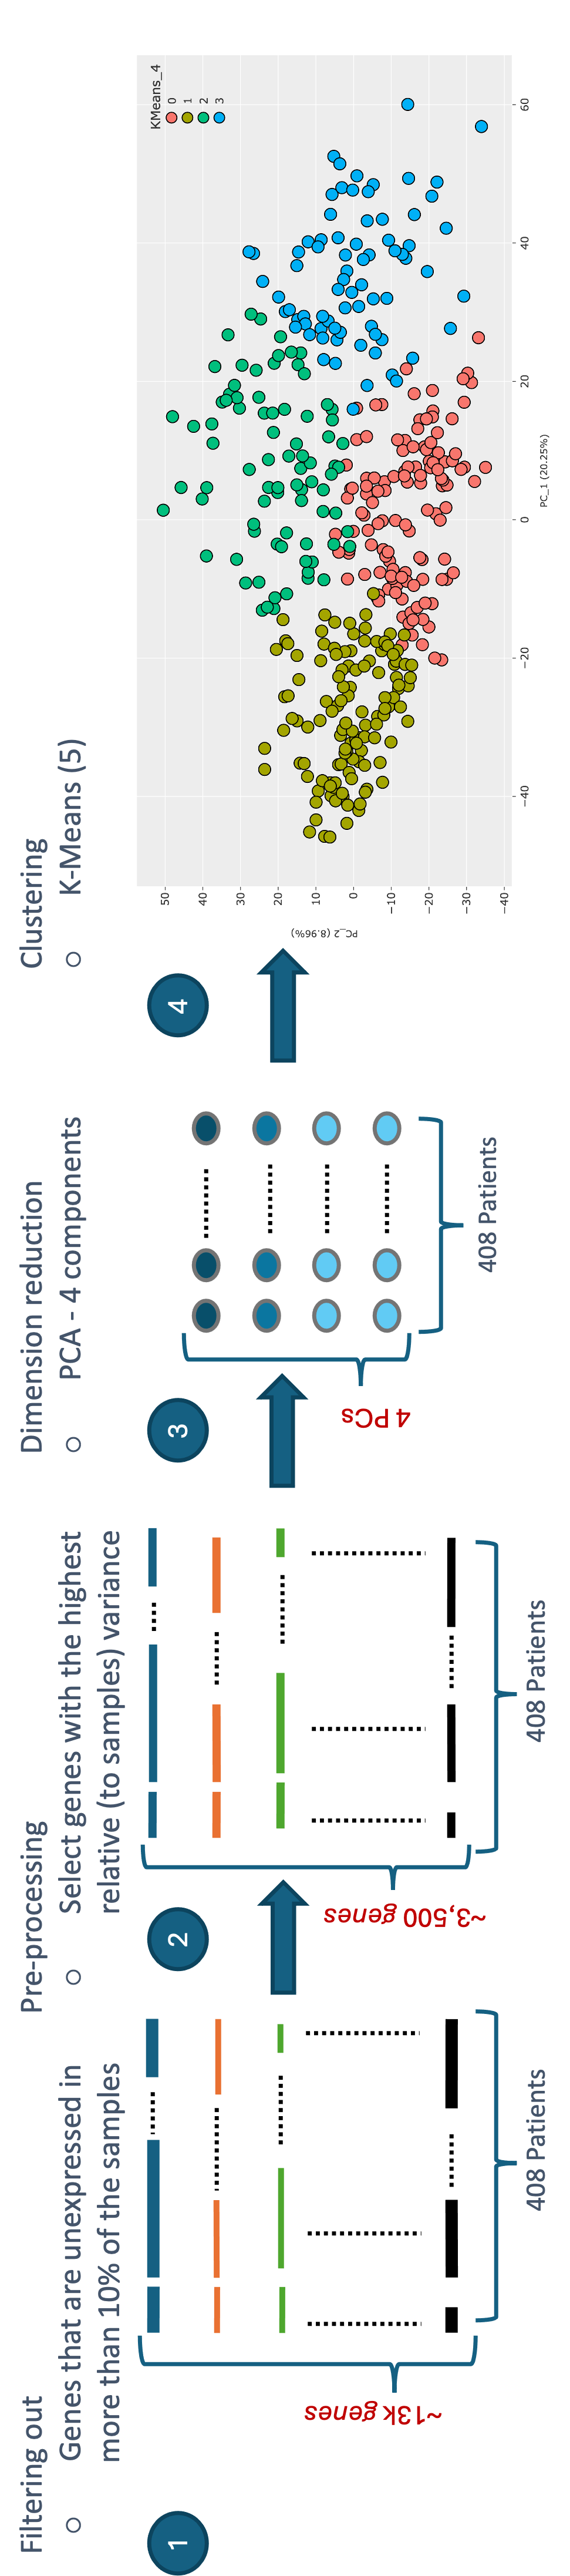 Filtering out
○ Genes that are unexpressed in
more than 10% of the samples
1
~13k genes
408 Patients
Pre-processing
○ Select genes with the highest
relative (to samples) variance
2
~3,500 genes
408 Patients
Dimension reduction
○ PCA - 4 components
3
4 PCs
408 Patients
Clustering
○ K-Means (5)
4
KMeans_4
0
1
2
3
50
40
30
20
10
0
−10
−20
−30
−40
PC_2 (8.96%)
−40
−20
0
20
40
60
PC_1 (20.25%)